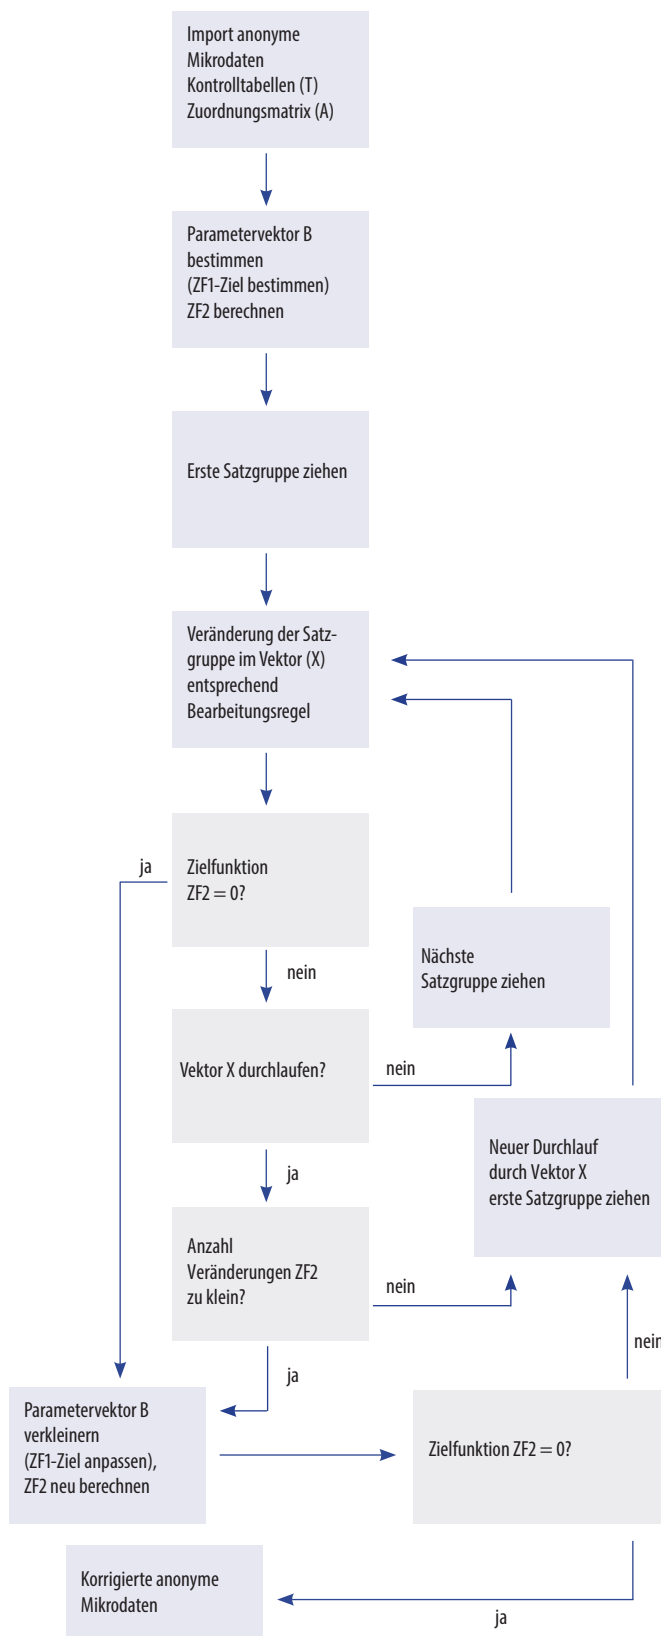 Import anonyme
Mikrodaten
Kontrolltabellen (T)
Zuordnungsmatrix (A)
Parametervektor B
bestimmen
(ZF1-Ziel bestimmen)
ZF2 berechnen
Erste Satzgruppe ziehen
Veränderung der Satz-
gruppe im Vektor (X)
entsprechend
Bearbeitungsregel
ja
Zielfunktion
ZF2 = 0?
nein
Nächste
Satzgruppe ziehen
Vektor X durchlaufen?
nein
ja
Neuer Durchlauf
durch Vektor X
erste Satzgruppe ziehen
Anzahl
Veränderungen ZF2
zu klein?
nein
nein
ja
Parametervektor B
verkleinern
(ZF1-Ziel anpassen),
ZF2 neu berechnen
Zielfunktion ZF2 = 0?
Korrigierte anonyme
Mikrodaten
ja